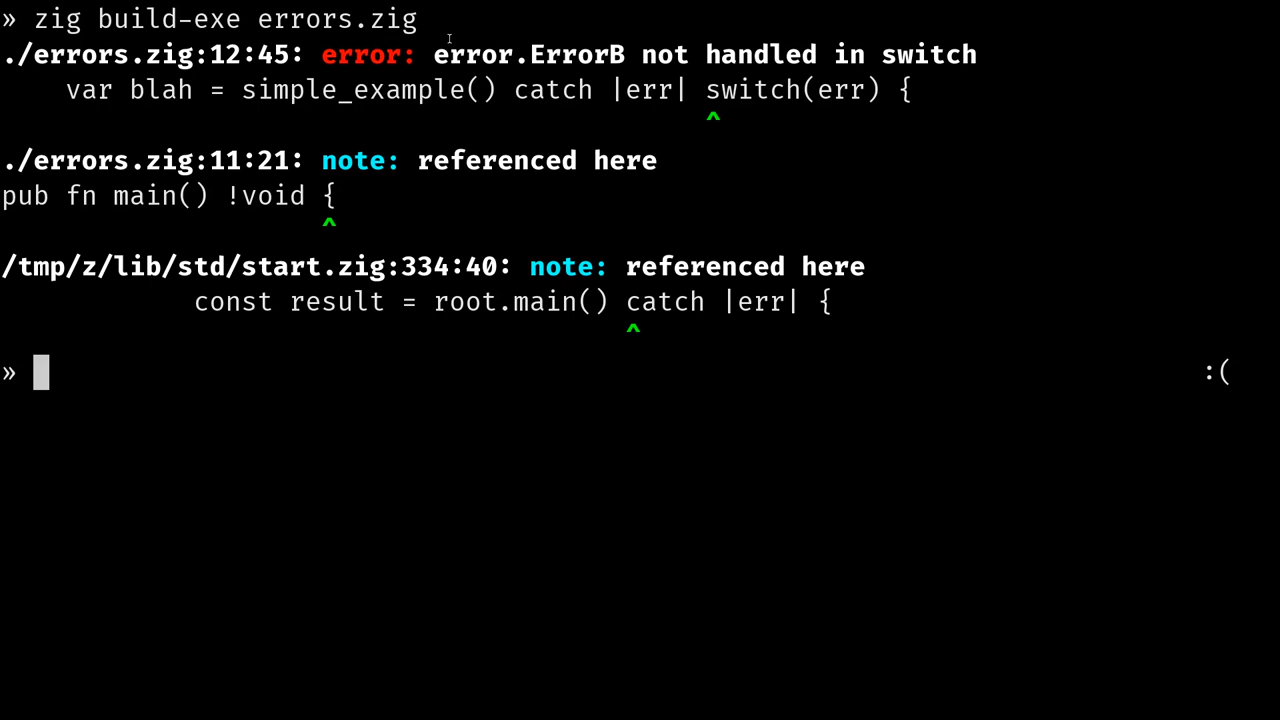 » zig build-exe errors.zig
./errors.zig:12:45: error: error.ErrorB not handled in switch
    var blah = simple_example() catch |err| switch(err) {
                                            ^
./errors.zig:11:21: note: referenced here
pub fn main() !void {
                    ^
/tmp/z/lib/std/start.zig:334:40: note: referenced here
            const result = root.main() catch |err| {
                                       ^
» :(